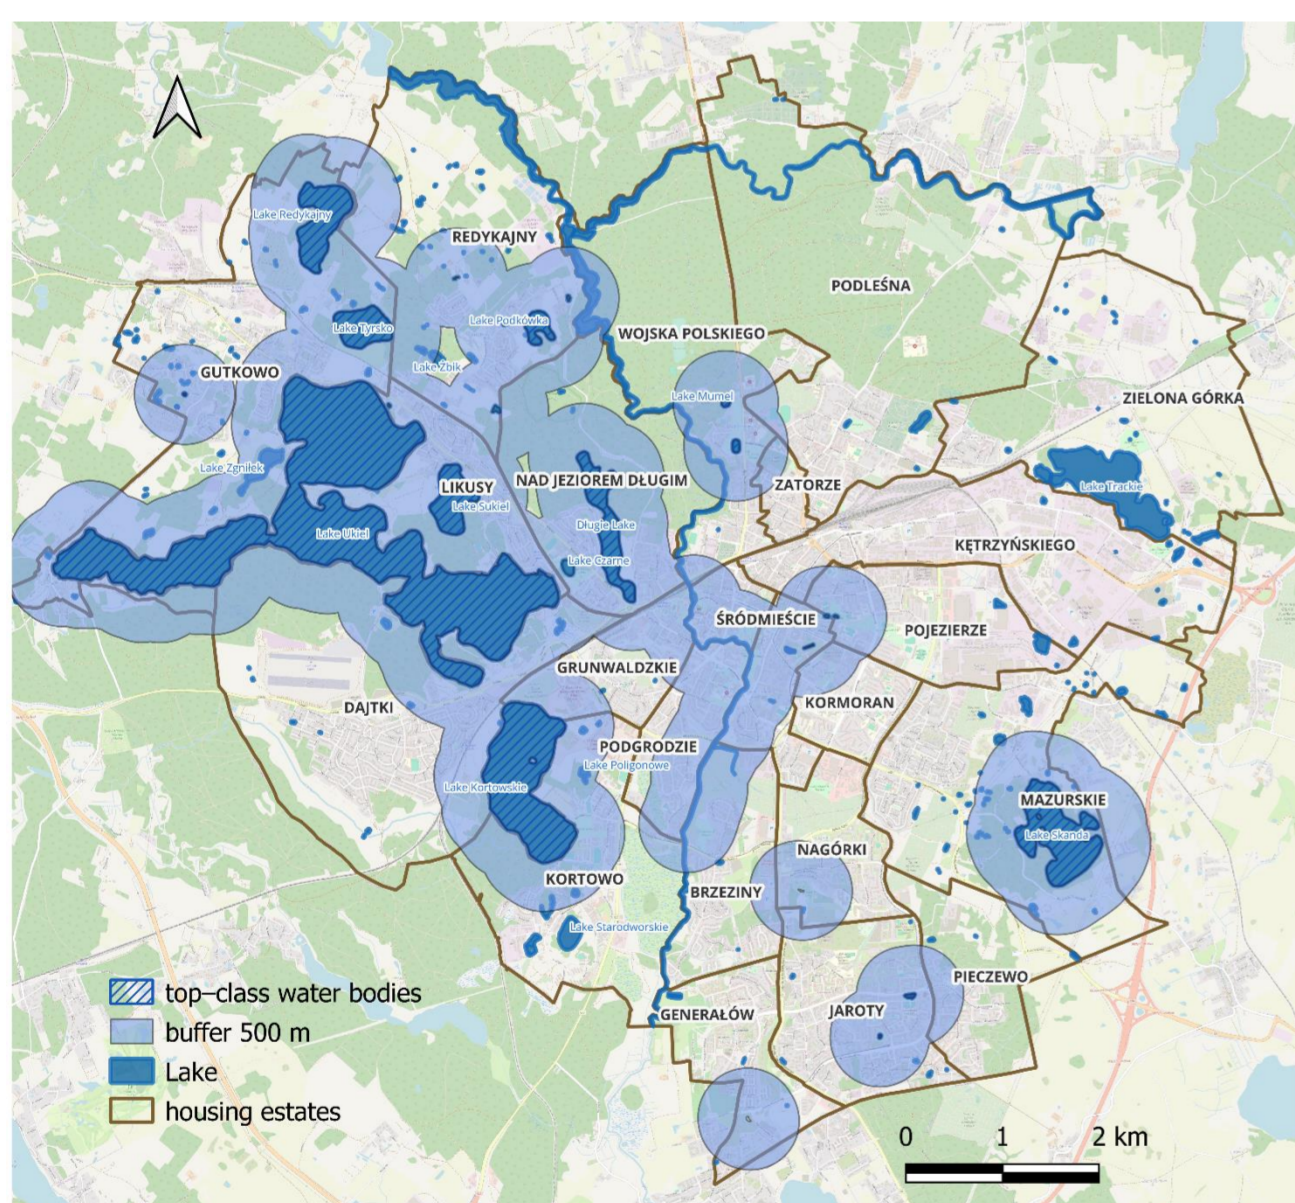 Lake Redykajny
REDYKAJNY
PODLEŚNA
Lake Tyrsko
Lake Podkówka
WOJSKA POLSKIEGO
GUTKOWO
Lake Żbik
Lake Mumel
ZIELONA GÓRKA
Lake Zgniłek
LIKUSY
Lake Sukiel
NAD JEZIOREM DŁUGIM
ZATORZE
Lake Trackie
Lake Ukiel
Długie Lake
Lake Czarne
KĘTRZYŃSKIEGO
ŚRÓDMIEŚCIE
POJEZIERZE
GRUNWALDZKIE
DAJTKI
KORMORAN
PODGRODZIE
Lake Poligonowe
Lake Kortowskie
MAZURSKIE
Lake Skanda
NAGÓRKI
KORTOWO
BRZEZINY
Lake Starodworskie
PIECZEWO
GENERAŁÓW
JAROTY
top–class water bodies
buffer 500 m
Lake
housing estates
0 1 2 km